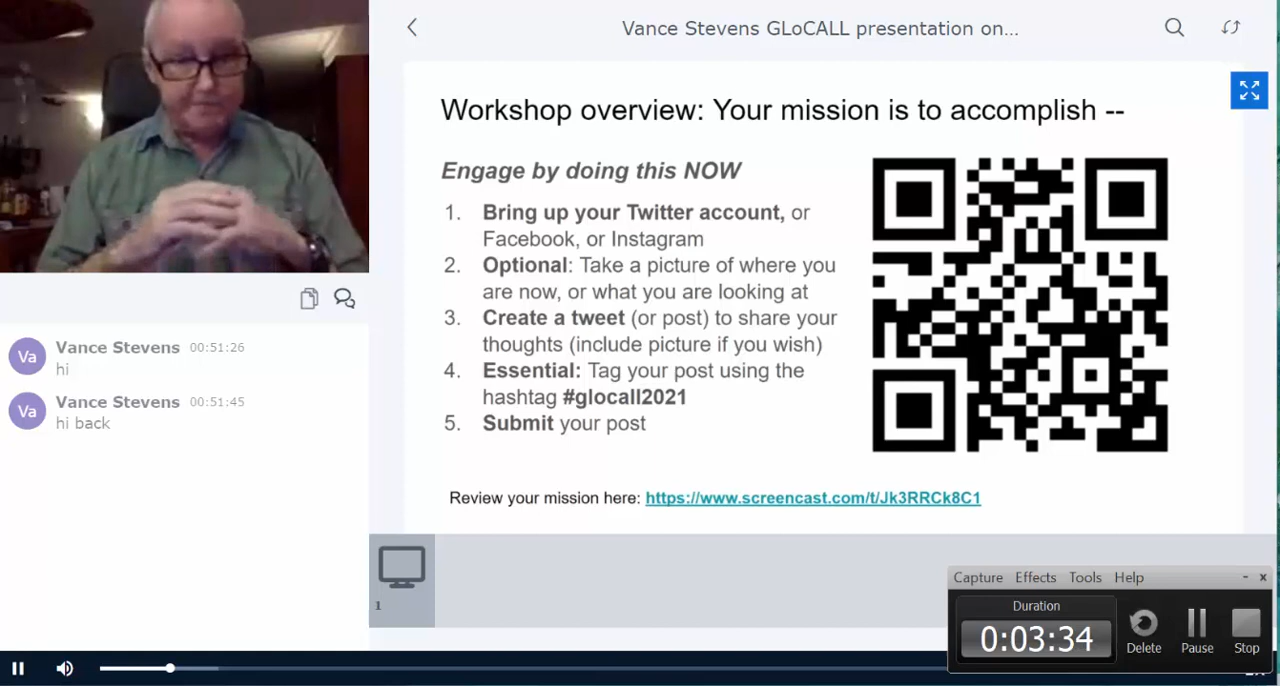 Vance Stevens GLoCALL presentation on...
Workshop overview: Your mission is to accomplish --
Engage by doing this NOW
1. Bring up your Twitter account, or
Facebook, or Instagram
2. Optional: Take a picture of where you
are now, or what you are looking at
3. Create a tweet (or post) to share your
thoughts (include picture if you wish)
4. Essential: Tag your post using the
hashtag #glocall2021
5. Submit your post
Review your mission here: https://www.screencast.com/t/Jk3RRCk8C1
Va
Vance Stevens 00:51:26
hi
Va
Vance Stevens 00:51:45
hi back
1
Capture Effects Tools Help
Duration
0:03:34
Delete Pause Stop